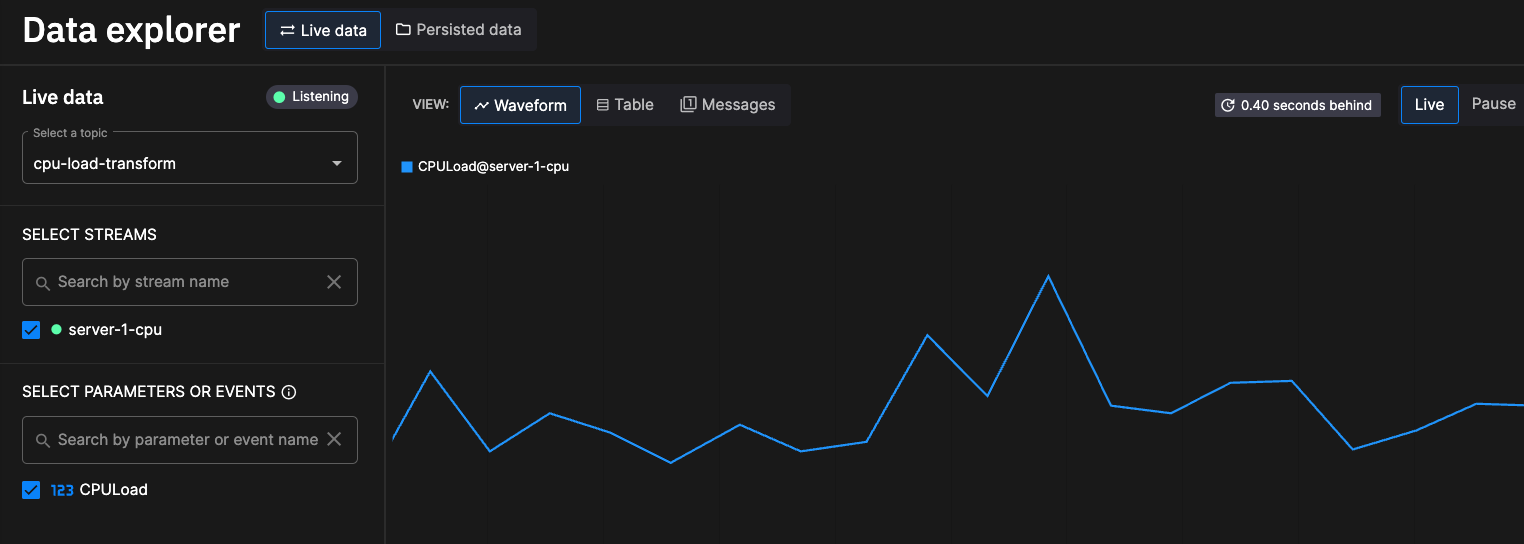 Data explorer
Live data
Persisted data
Live data
Listening
Select a topic
cpu-load-transform
SELECT STREAMS
Search by stream name
server-1-cpu
SELECT PARAMETERS OR EVENTS
Search by parameter or event name
123 CPULoad
VIEW:
Waveform
Table
1 Messages
0.40 seconds behind
Live
Pause
CPULoad@server-1-cpu